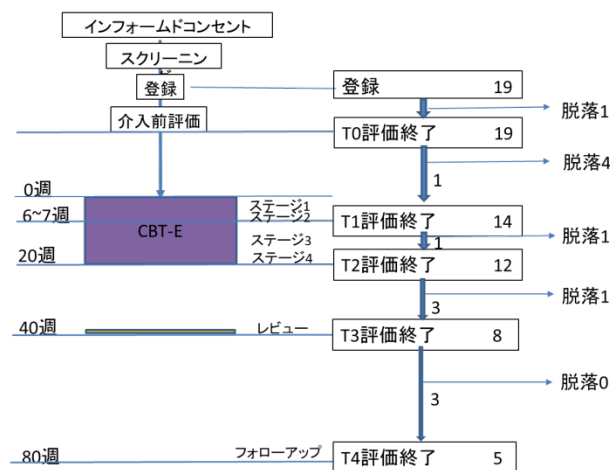 インフォームドコンセント
スクリーニン
登録
介入前評価
0週
6~7週
20週
40週
80週
CBT-E
ステージ1
ステージ2
ステージ3
ステージ4
レビュー
フォローアップ
登録 19
脱落1
T0評価終了 19
脱落4
1
T1評価終了 14
脱落1
1
T2評価終了 12
脱落1
3
T3評価終了 8
脱落0
3
T4評価終了 5